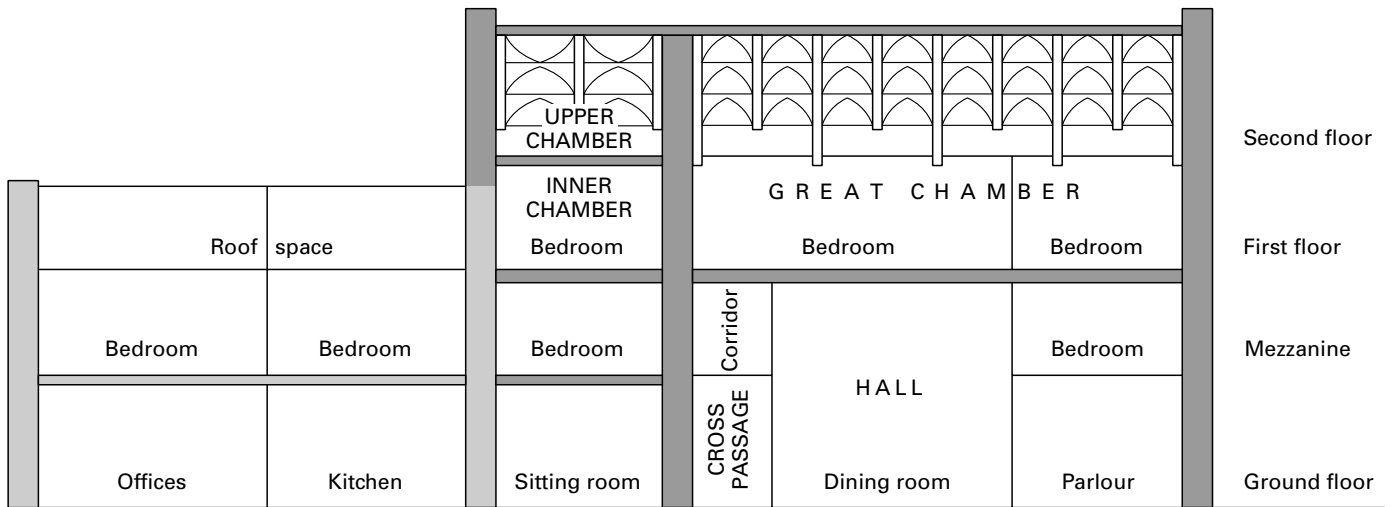 UPPER
CHAMBER
Second floor
INNER
CHAMBER
GREAT CHAMBER
Roof space
Bedroom
Bedroom
Bedroom
First floor
Bedroom
Bedroom
Bedroom
Corridor
Bedroom
Mezzanine
HALL
CROSS
PASSAGE
Offices
Kitchen
Sitting room
Dining room
Parlour
Ground floor